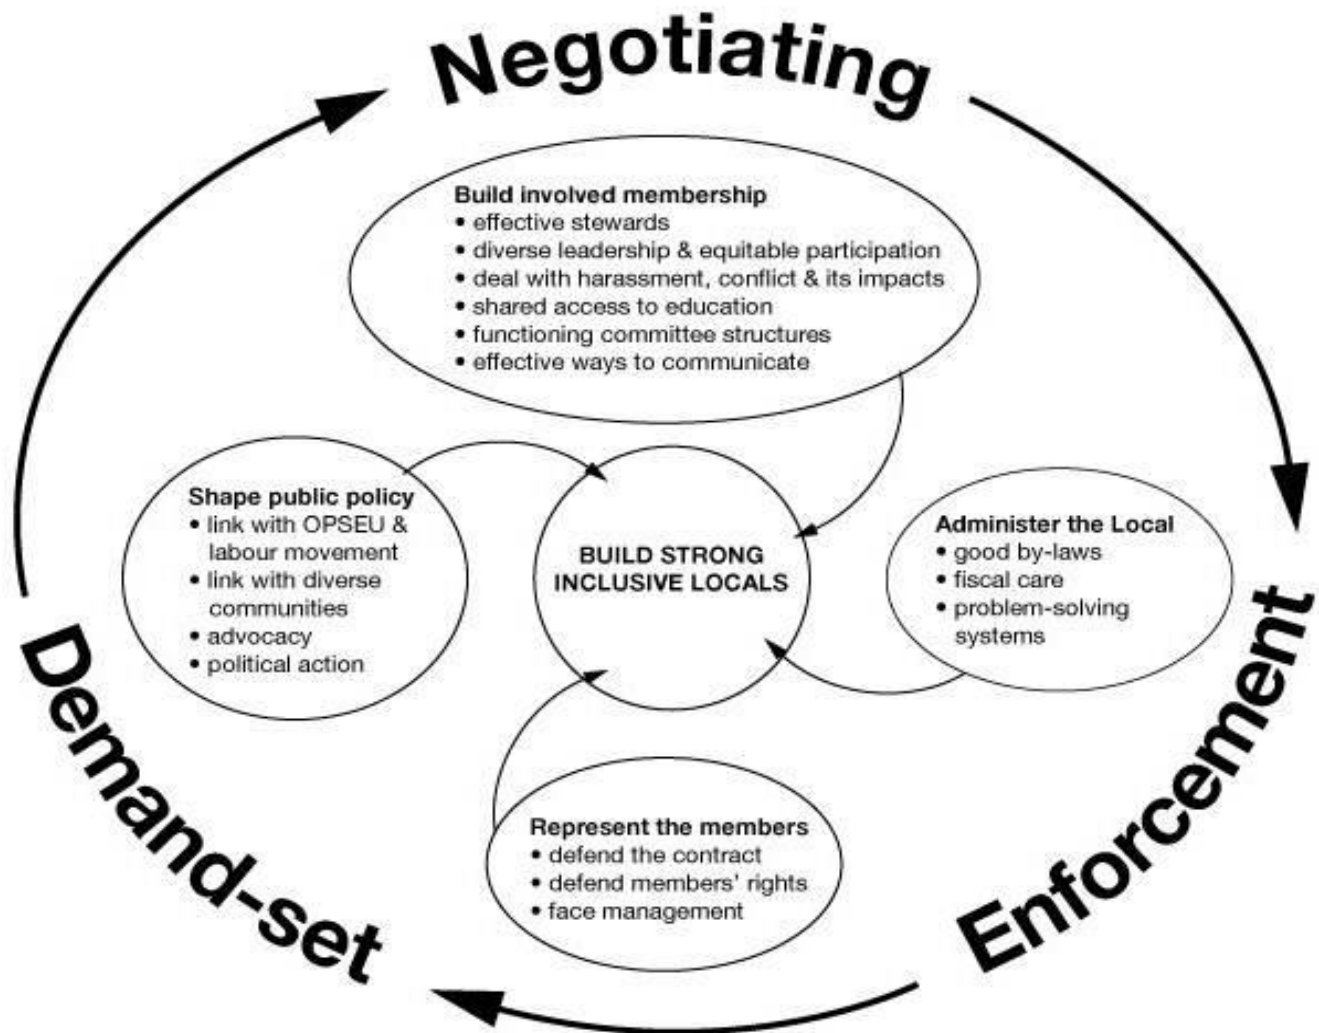 Negotiating
Build involved membership
• effective stewards
• diverse leadership & equitable participation
• deal with harassment, conflict & its impacts
• shared access to education
• functioning committee structures
• effective ways to communicate
Shape public policy
• link with OPSEU &
labour movement
• link with diverse
communities
• advocacy
• political action
BUILD STRONG
INCLUSIVE LOCALS
Administer the Local
• good by-laws
• fiscal care
• problem-solving
systems
Represent the members
• defend the contract
• defend members’ rights
• face management
Enforcement
Demand-set